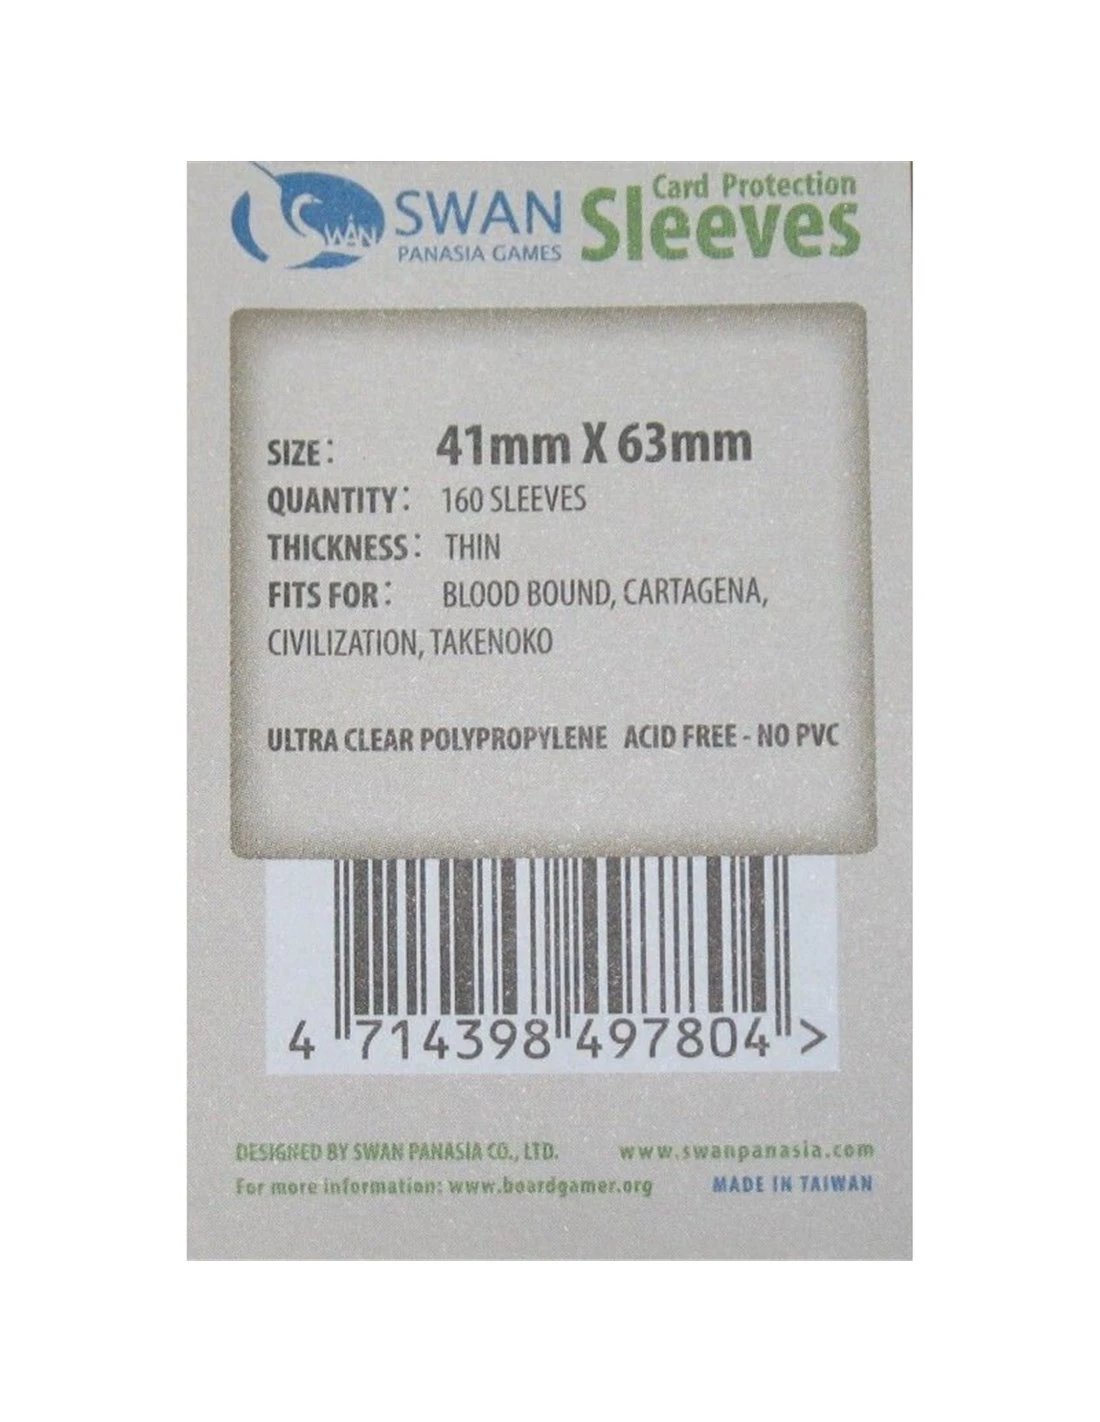 SWAN
PANASIA GAMES
SWAN
Card Protection
Sleeves
SIZE: 41mm X 63mm
QUANTITY: 160 SLEEVES
THICKNESS: THIN
FITS FOR: BLOOD BOUND, CARTAGENA,
CIVILIZATION, TAKENOKO
ULTRA CLEAR POLYPROPYLENE ACID FREE - NO PVC
4 714398 497804 >
DESIGNED BY SWAN PANASIA CO., LTD. www.swanpanasia.com
For more information: www.boardgamer.org MADE IN TAIWAN